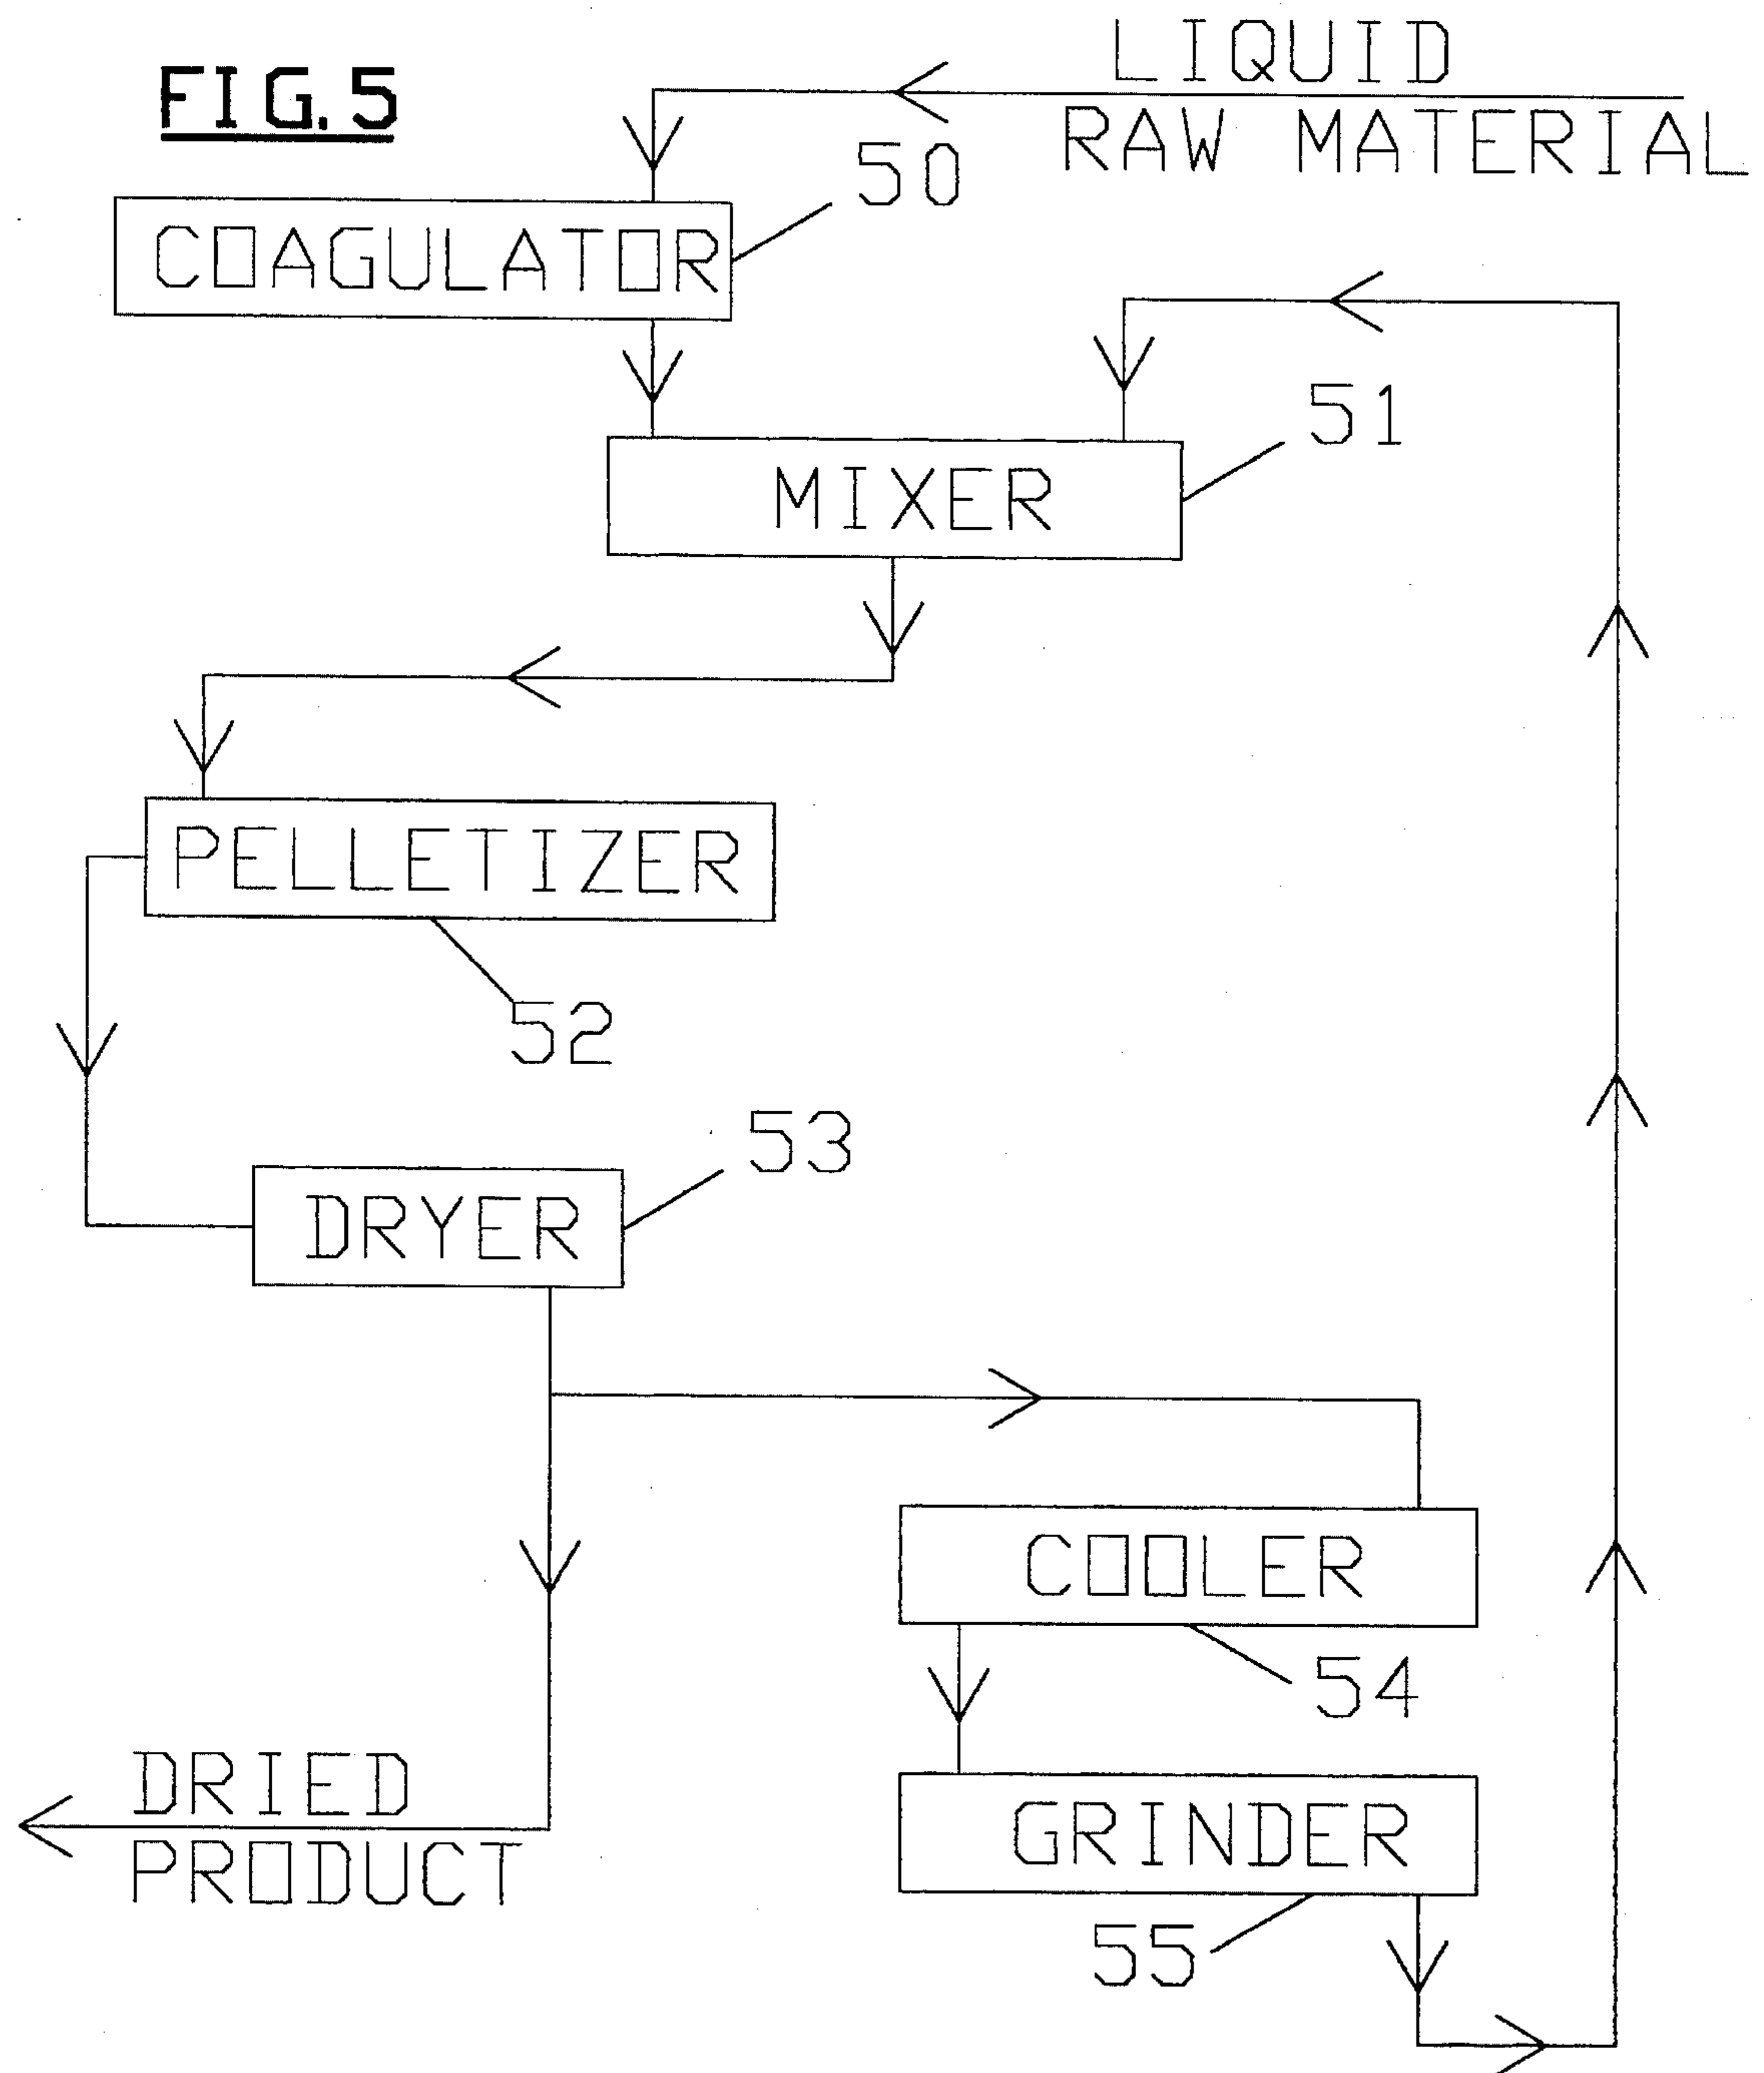 FIG. 5
LIQUID
RAW MATERIAL
50
COAGULATOR
51
MIXER
PELLETIZER
52
53
DRYER
COOLER
54
DRIED
PRODUCT
GRINDER
55